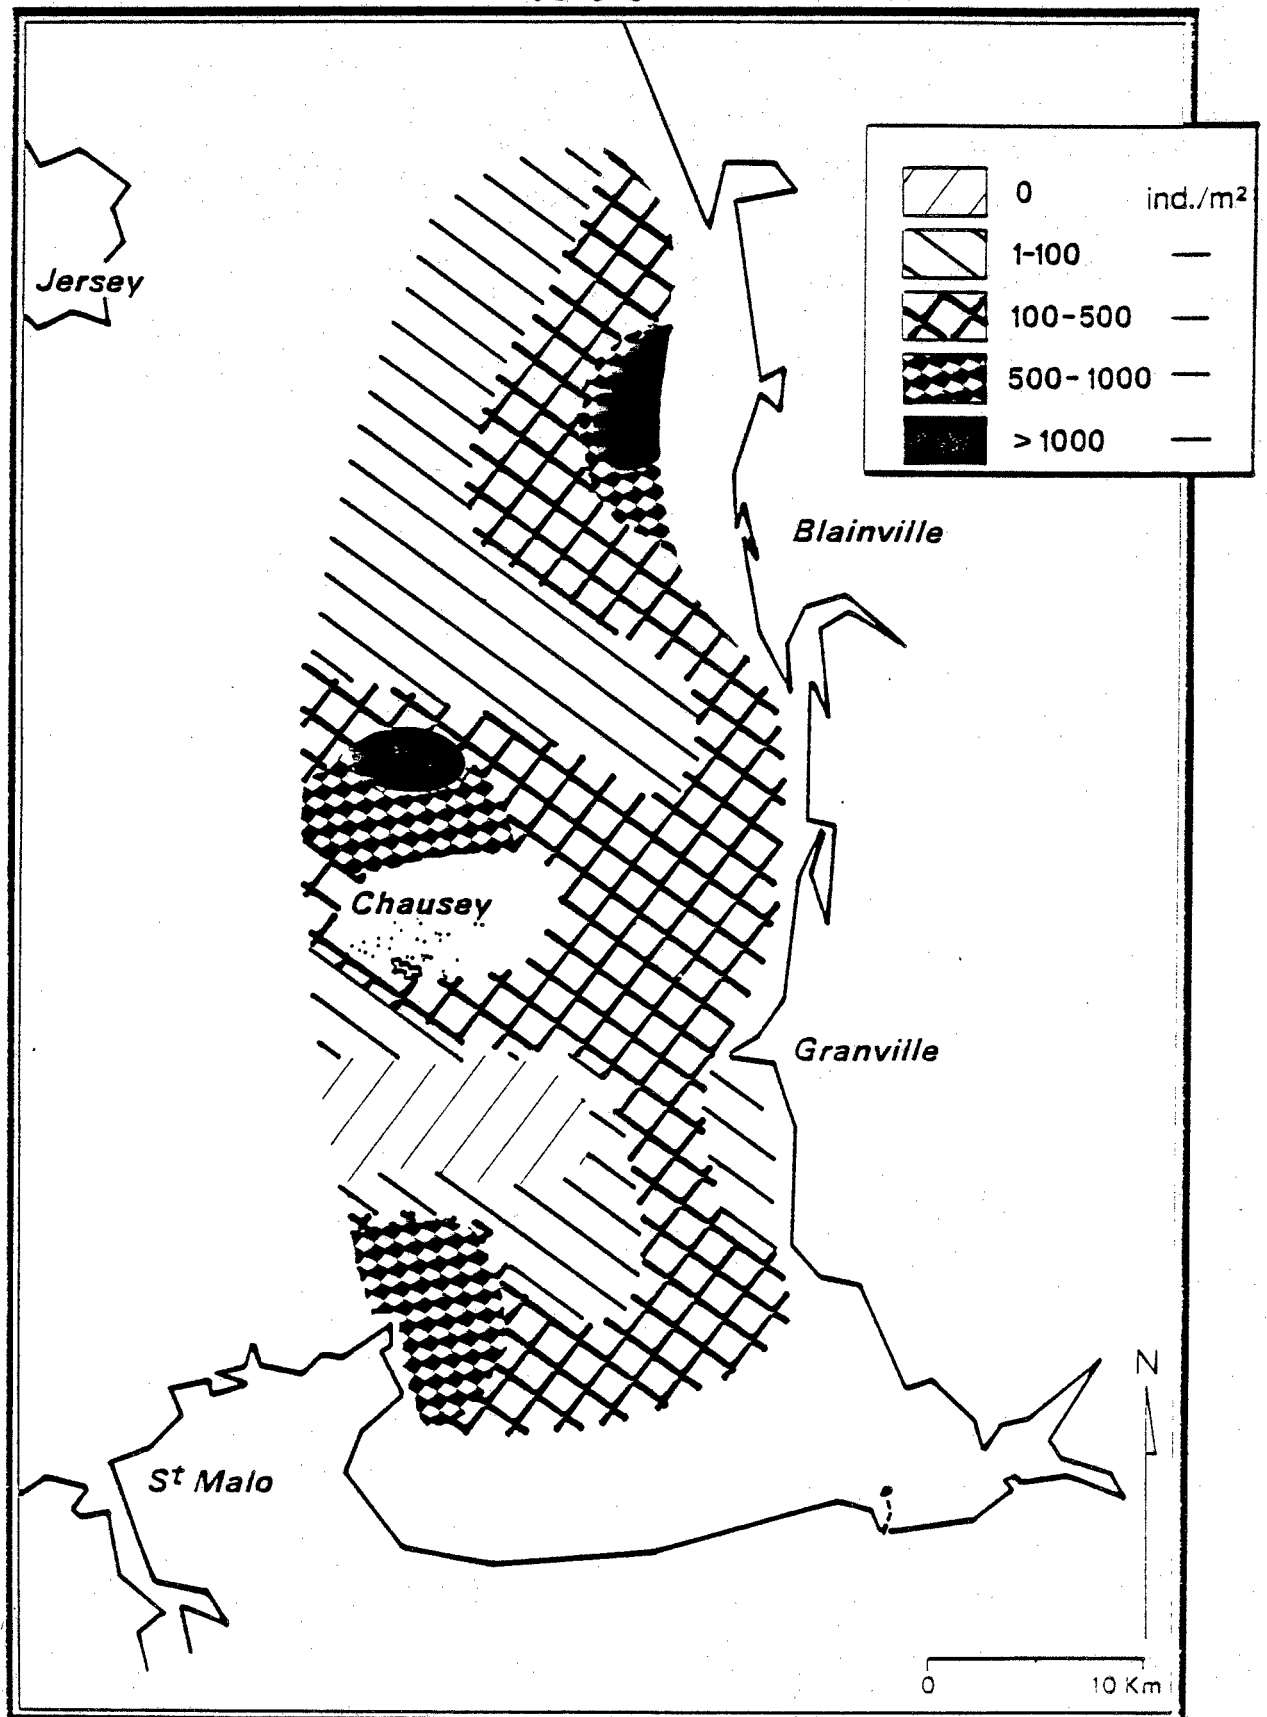 0 ind./m²
1-100 —
100-500 —
500-1000 —
>1000 —
Jersey
Blainville
Chausey
Granville
N
St Malo
0 10 Km